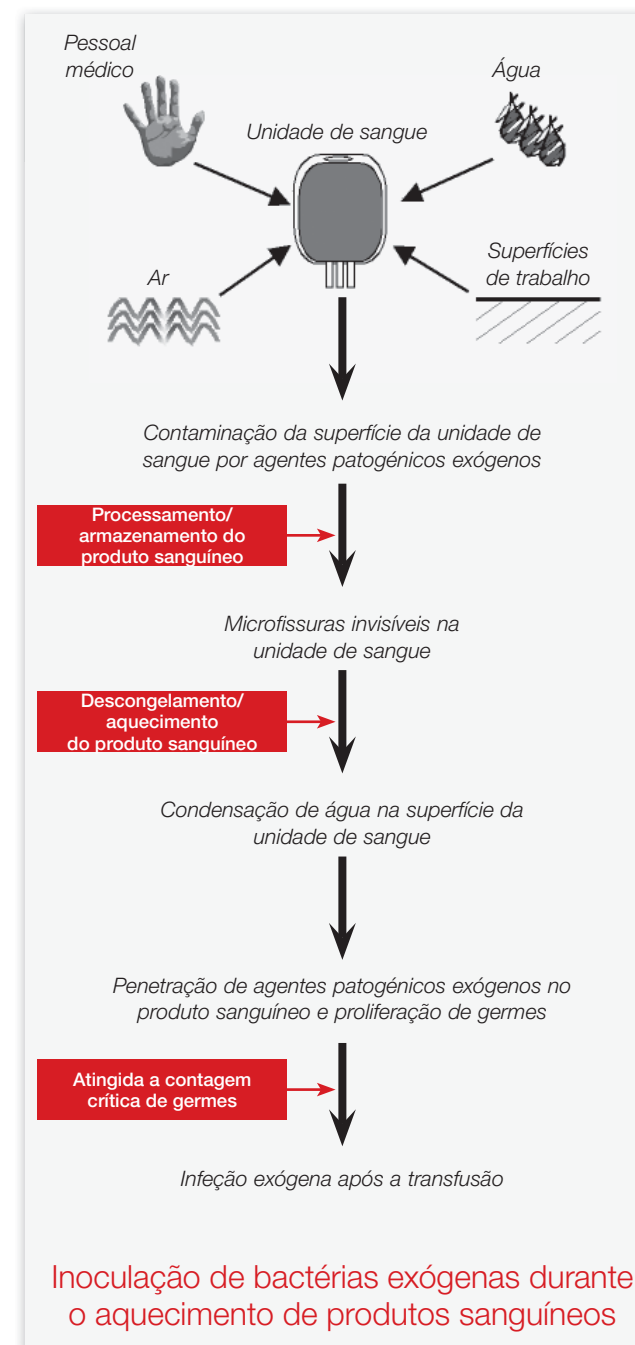 Pessoal
médico
Água
Unidade de sangue
Ar
Superfícies
de trabalho
Contaminação da superfície da unidade de
sangue por agentes patogénicos exógenos
Processamento/
armazenamento do
produto sanguíneo
Microfissuras invisíveis na
unidade de sangue
Descongelamento/
aquecimento
do produto sanguíneo
Condensação de água na superfície da
unidade de sangue
Penetração de agentes patogénicos exógenos no
produto sanguíneo e proliferação de germes
Atingida a contagem
crítica de germes
Infeção exógena após a transfusão
Inoculação de bactérias exógenas durante
o aquecimento de produtos sanguíneos